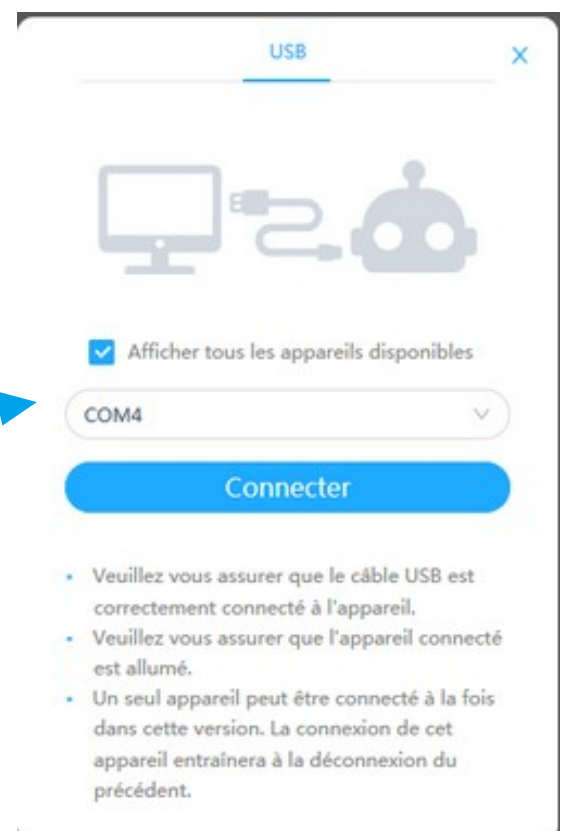 USB
Afficher tous les appareils disponibles
COM4
Connecter
• Veuillez vous assurer que le câble USB est
correctement connecté à l'appareil.
• Veuillez vous assurer que l'appareil connecté
est allumé.
• Un seul appareil peut être connecté à la fois
dans cette version. La connexion de cet
appareil entraînera à la déconnexion du
précédent.